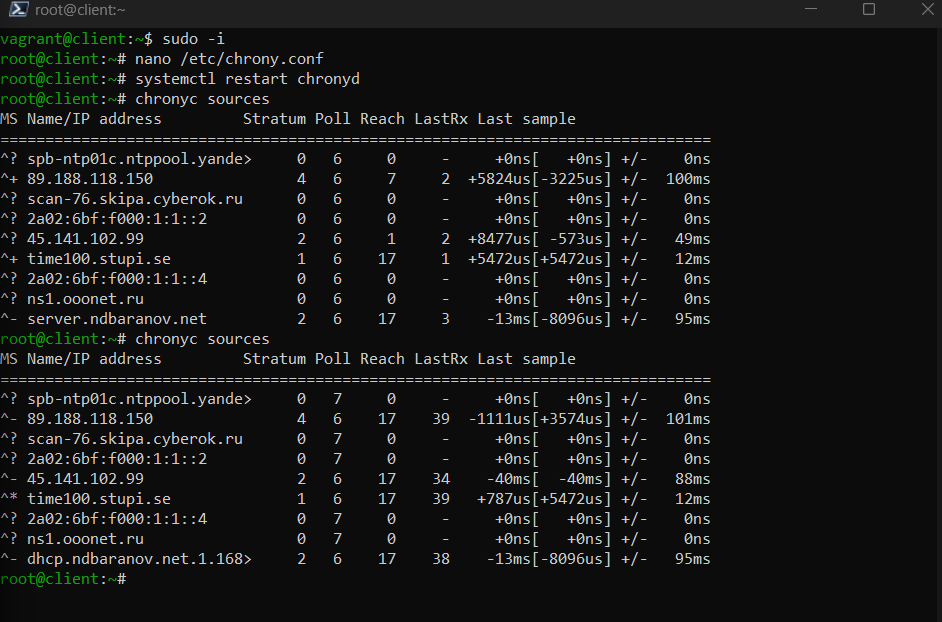 root@client:~
vagrant@client:~$ sudo -i
root@client:~# nano /etc/chrony.conf
root@client:~# systemctl restart chronyd
root@client:~# chronyc sources
MS Name/IP address         Stratum Poll Reach LastRx Last sample
===============================================================================
^? spb-ntp01c.ntppool.yande>     0   6     0     -     +0ns[   +0ns] +/-    0ns
^+ 89.188.118.150                4   6     7     2  +5824us[-3225us] +/-  100ms
^? scan-76.skipa.cyberok.ru      0   6     0     -     +0ns[   +0ns] +/-    0ns
^? 2a02:6bf:f000:1:1::2          0   6     0     -     +0ns[   +0ns] +/-    0ns
^? 45.141.102.99                 2   6     1     2  +8477us[ -573us] +/-   49ms
^+ time100.stupi.se              1   6    17     1  +5472us[+5472us] +/-   12ms
^? 2a02:6bf:f000:1:1::4          0   6     0     -     +0ns[   +0ns] +/-    0ns
^? ns1.ooonet.ru                 0   6     0     -     +0ns[   +0ns] +/-    0ns
^- server.ndbaranov.net          2   6    17     3    -13ms[-8096us] +/-   95ms
root@client:~# chronyc sources
MS Name/IP address         Stratum Poll Reach LastRx Last sample
===============================================================================
^? spb-ntp01c.ntppool.yande>     0   7     0     -     +0ns[   +0ns] +/-    0ns
^- 89.188.118.150                4   6    17    39  -1111us[+3574us] +/-  101ms
^? scan-76.skipa.cyberok.ru      0   7     0     -     +0ns[   +0ns] +/-    0ns
^? 2a02:6bf:f000:1:1::2          0   7     0     -     +0ns[   +0ns] +/-    0ns
^- 45.141.102.99                 2   6    17    34    -40ms[  -40ms] +/-   88ms
^* time100.stupi.se              1   6    17    39   +787us[+5472us] +/-   12ms
^? 2a02:6bf:f000:1:1::4          0   7     0     -     +0ns[   +0ns] +/-    0ns
^? ns1.ooonet.ru                 0   7     0     -     +0ns[   +0ns] +/-    0ns
^- dhcp.ndbaranov.net.1.168>     2   6    17    38    -13ms[-8096us] +/-   95ms
root@client:~#